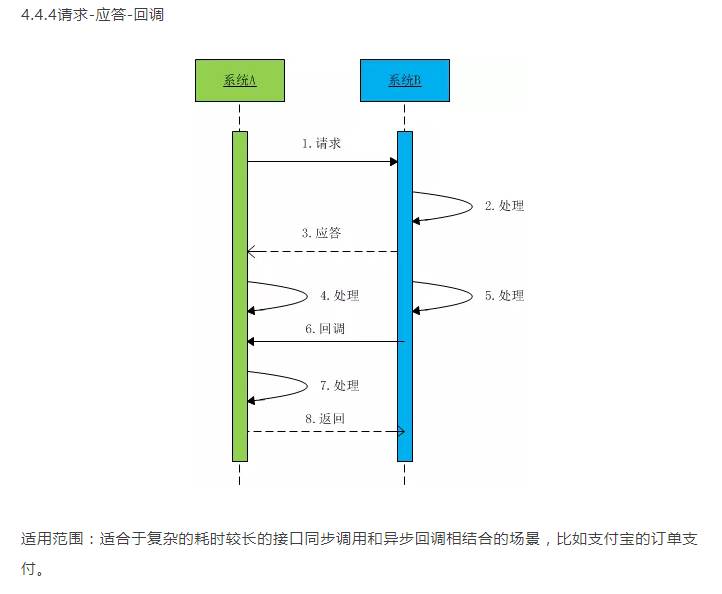 4.4.4请求-应答-回调
系统A
系统B
1.请求
2.处理
3.应答
4.处理
5.处理
6.回调
7.处理
8.返回
适用范围：适合于复杂的耗时较长的接口同步调用和异步回调相结合的场景，比如支付宝的订单支
付。